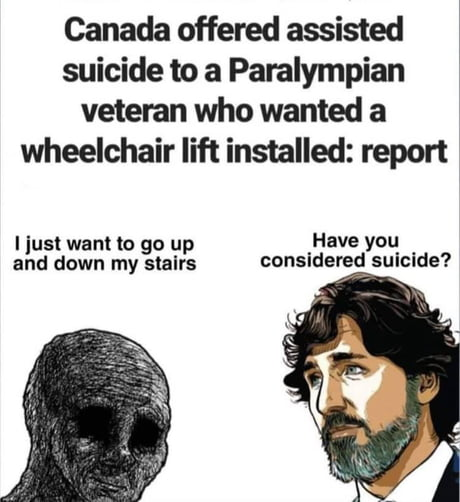 Canada offered assisted
suicide to a Paralympian
veteran who wanted a
wheelchair lift installed: report
I just want to go up
and down my stairs
Have you
considered suicide?